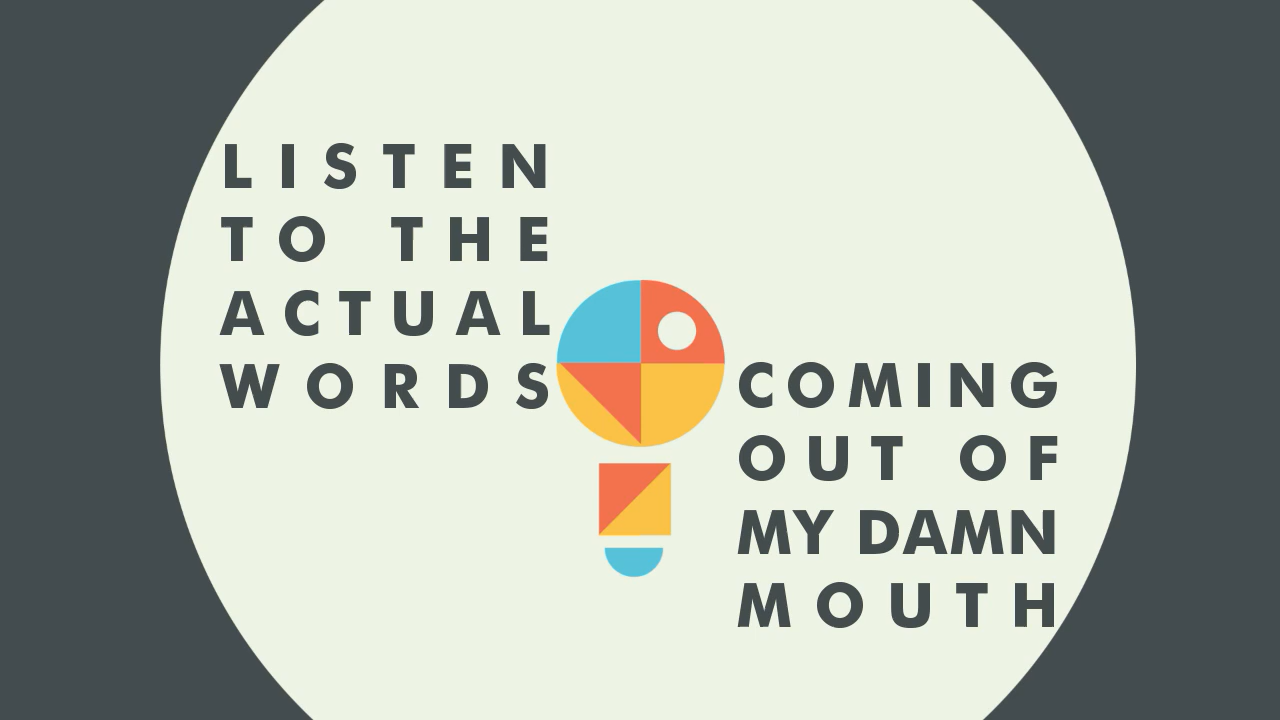 LISTEN
TO THE
ACTUAL
WORDS
COMING
OUT OF
MY DAMN
MOUTH